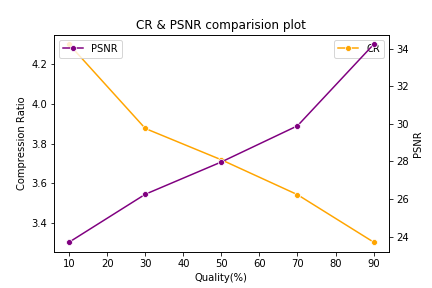 CR & PSNR comparision plot
PSNR
CR
4.2
4.0
3.8
3.6
3.4
Compression Ratio
34
32
30
28
26
24
PSNR
10 20 30 40 50 60 70 80 90
Quality(%)